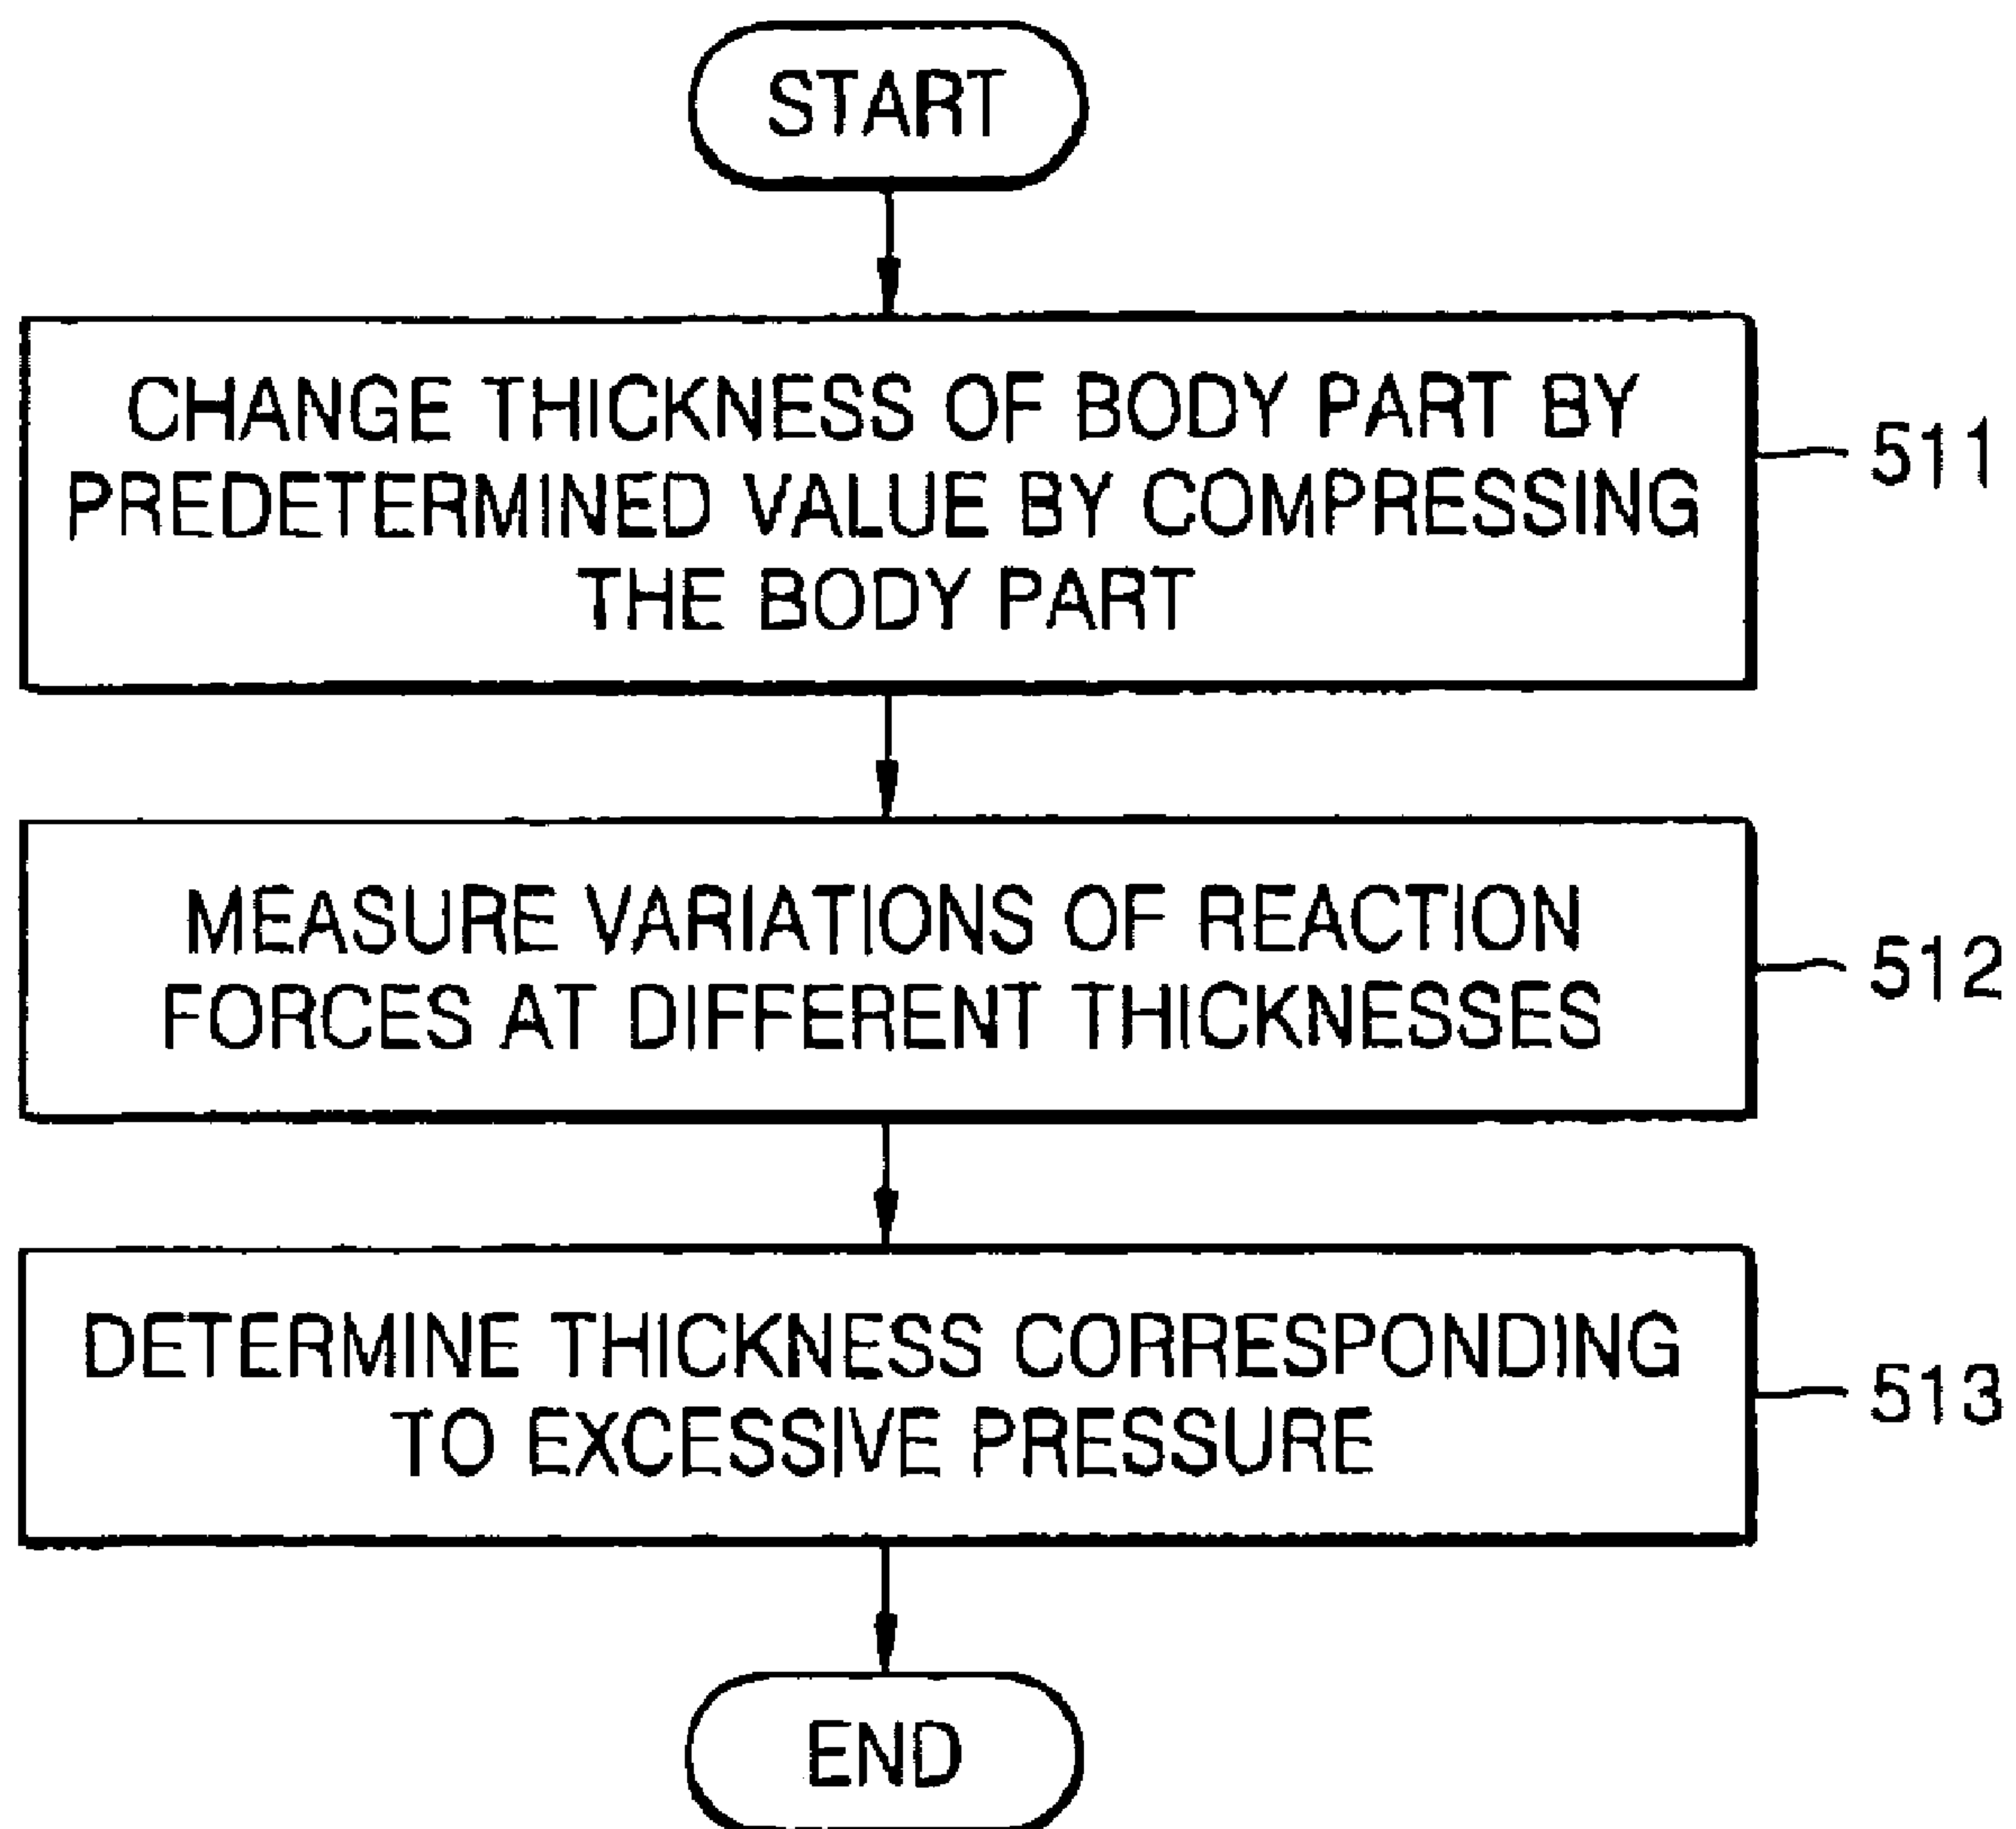 START
CHANGE THICKNESS OF BODY PART BY
PREDETERMINED VALUE BY COMPRESSING
THE BODY PART
511
MEASURE VARIATIONS OF REACTION
FORCES AT DIFFERENT THICKNESSES
512
DETERMINE THICKNESS CORRESPONDING
TO EXCESSIVE PRESSURE
513
END